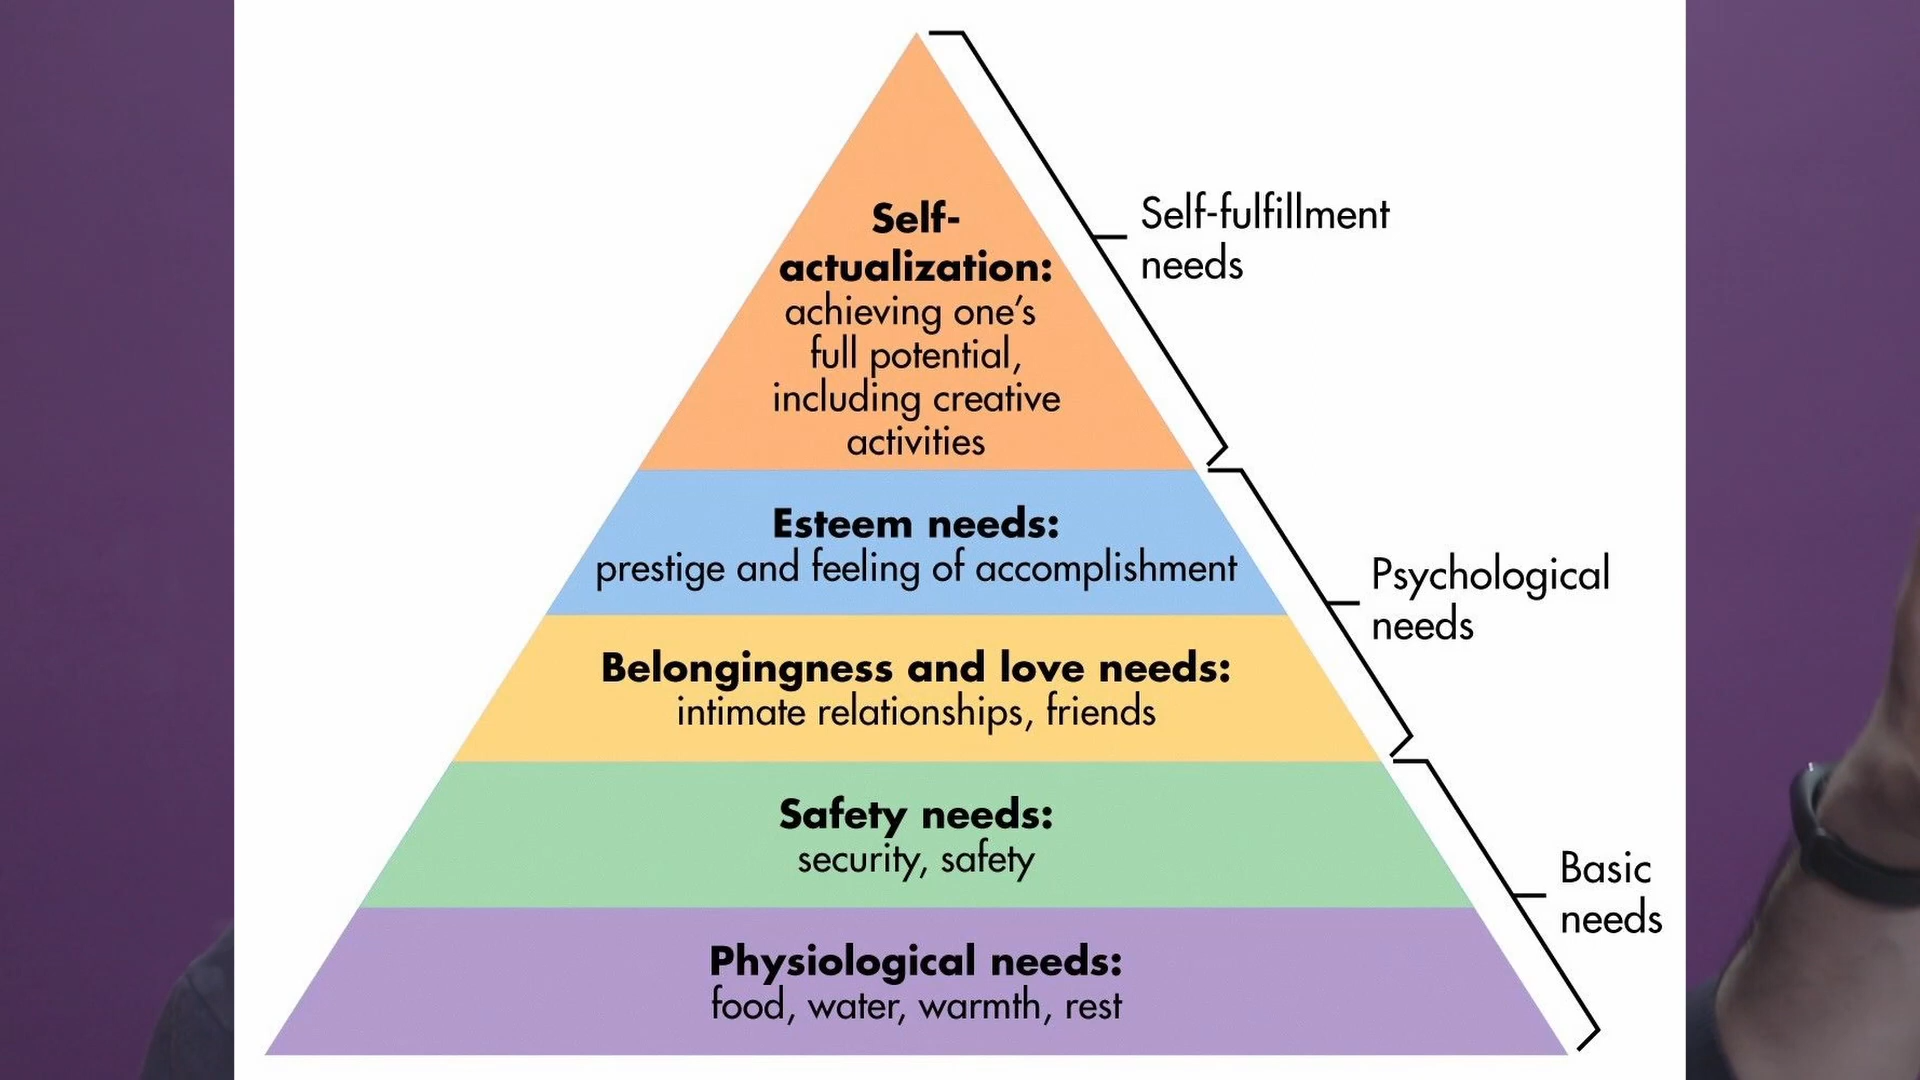 Self-
actualization:
achieving one's
full potential,
including creative
activities
Self-fulfillment
needs
Esteem needs:
prestige and feeling of accomplishment
Psychological
needs
Belongingness and love needs:
intimate relationships, friends
Safety needs:
security, safety
Basic
needs
Physiological needs:
food, water, warmth, rest